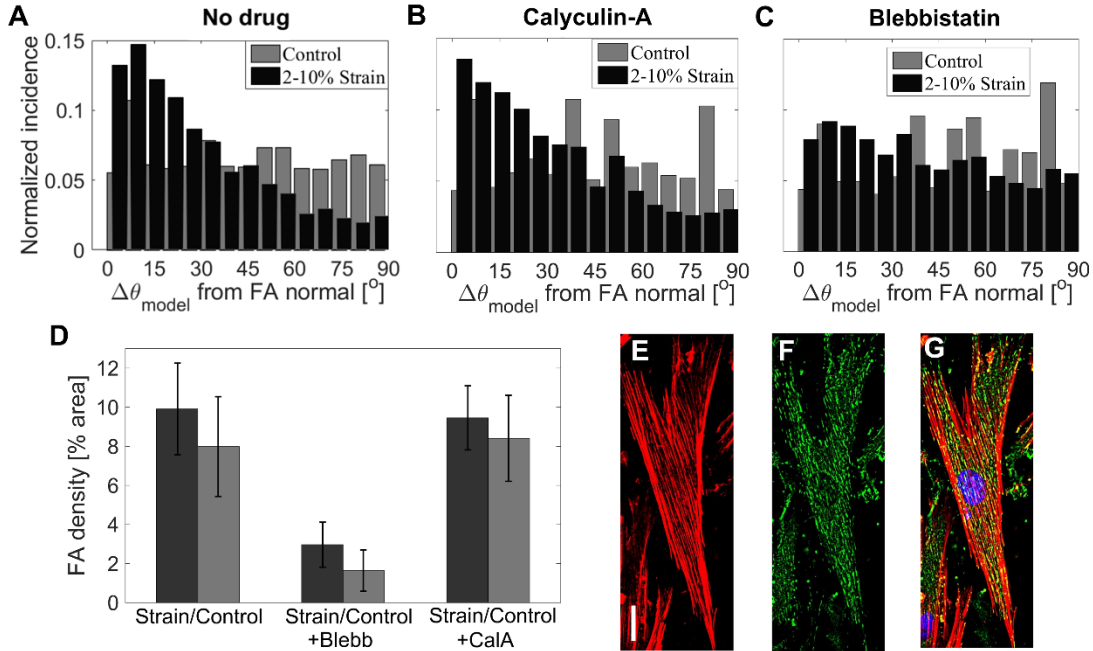 A No drug
0.15
0.1
0.05
0
Normalized incidence
Control
2-10% Strain
0 15 30 45 60 75 90
Δθmodel from FA normal [o]
B Calyculin-A
Control
2-10% Strain
0 15 30 45 60 75 90
Δθmodel from FA normal [o]
C Blebbistatin
Control
2-10% Strain
0 15 30 45 60 75 90
Δθmodel from FA normal [o]
D
12
10
8
6
4
2
0
FA density [% area]
Strain/Control
Strain/Control
+Blebb
Strain/Control
+CalA
E
F
G